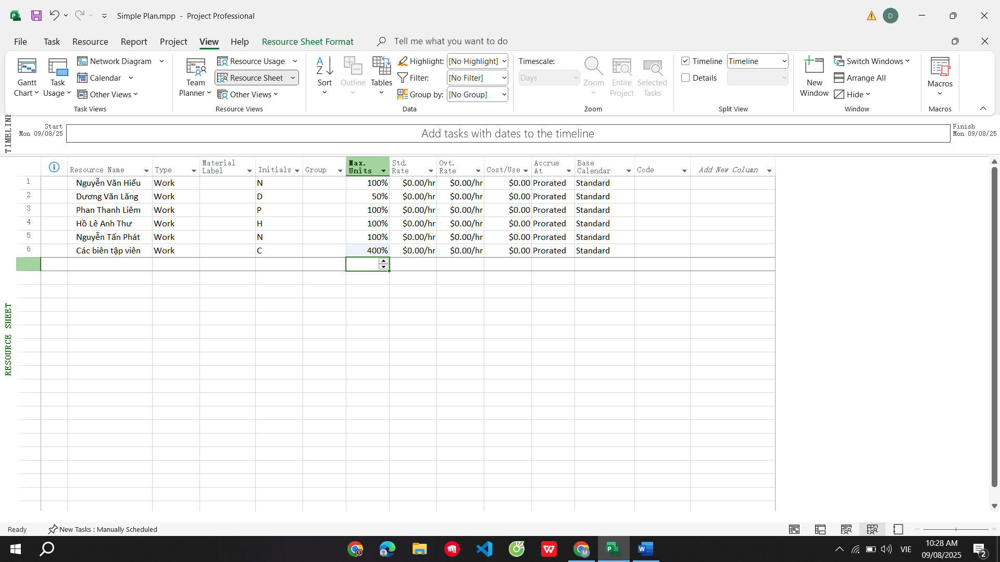 Simple Plan.mpp - Project Professional
D
File Task Resource Report Project View Help Resource Sheet Format Tell me what you want to do
Gantt Chart
Task Usage
Network Diagram
Calendar
Other Views
Task Views
Team Planner
Resource Usage
Resource Sheet
Other Views
Resource Views
Sort
Outline
Tables
Highlight: [No Highlight]
Filter: [No Filter]
Group by: [No Group]
Data
Timescale:
Days
Zoom
Entire Project
Selected Tasks
Zoom
Timeline Timeline
Details
Split View
New Window
Switch Windows
Arrange All
Hide
Window
Macros
Macros
TIMELINE
Start
Mon 09/08/25
Add tasks with dates to the timeline
Finish
Mon 09/08/25
RESOURCE SHEET
Resource Name Type Material Label Initials Group Max. Units Std. Rate Ovt. Rate Cost/Use Accrue At Base Calendar Code Add New Column
1 Nguyễn Văn Hiếu Work N 100% $0.00/hr $0.00/hr $0.00 Prorated Standard
2 Dương Văn Lăng Work D 50% $0.00/hr $0.00/hr $0.00 Prorated Standard
3 Phan Thanh Liêm Work P 100% $0.00/hr $0.00/hr $0.00 Prorated Standard
4 Hồ Lê Anh Thư Work H 100% $0.00/hr $0.00/hr $0.00 Prorated Standard
5 Nguyễn Tấn Phát Work N 100% $0.00/hr $0.00/hr $0.00 Prorated Standard
6 Các biên tập viên Work C 400% $0.00/hr $0.00/hr $0.00 Prorated Standard
Ready New Tasks : Manually Scheduled
VIE
10:28 AM
09/08/2025
2